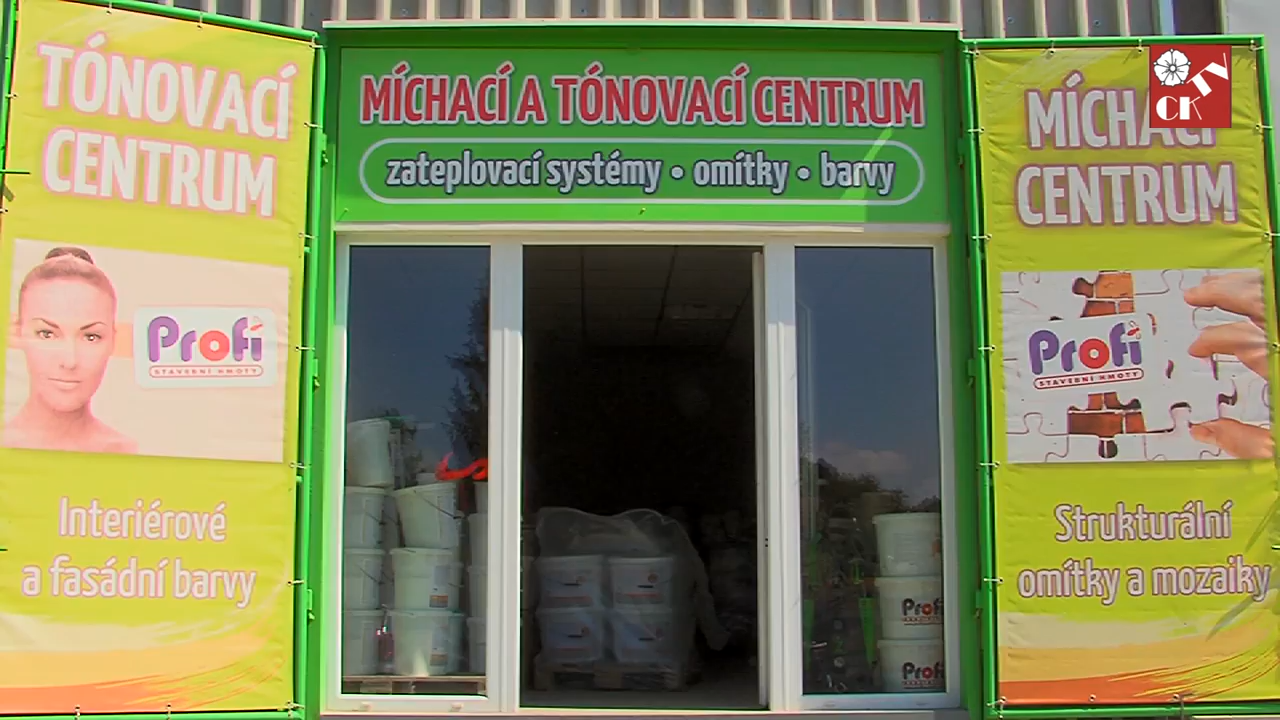 TÓNOVACÍ
CENTRUM
Profi
STAVEBNÍ HMOTY
Interiérové
a fasádní barvy
MÍCHACÍ A TÓNOVACÍ CENTRUM
zateplovací systémy • omítky • barvy
Profi
Profi
MÍCHACÍ
CENTRUM
Profi
STAVEBNÍ HMOTY
Strukturální
omítky a mozaiky
CK TV